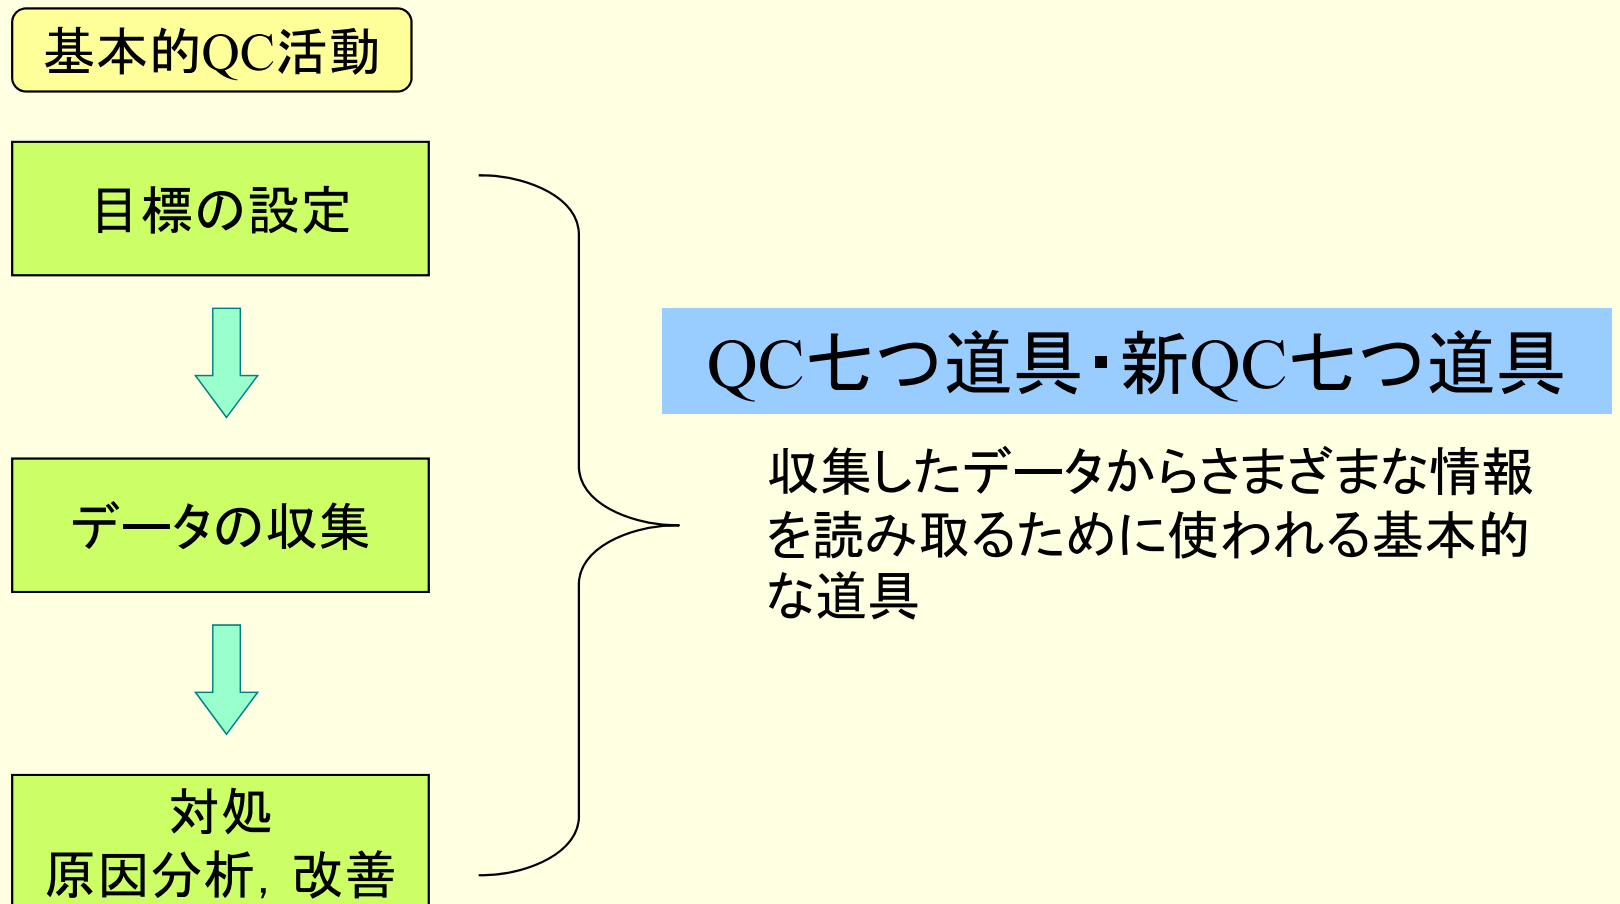 基本的QC活動
目標の設定
データの収集
対処
原因分析，改善
QC七つ道具・新QC七つ道具
収集したデータからさまざまな情報
を読み取るために使われる基本的
な道具